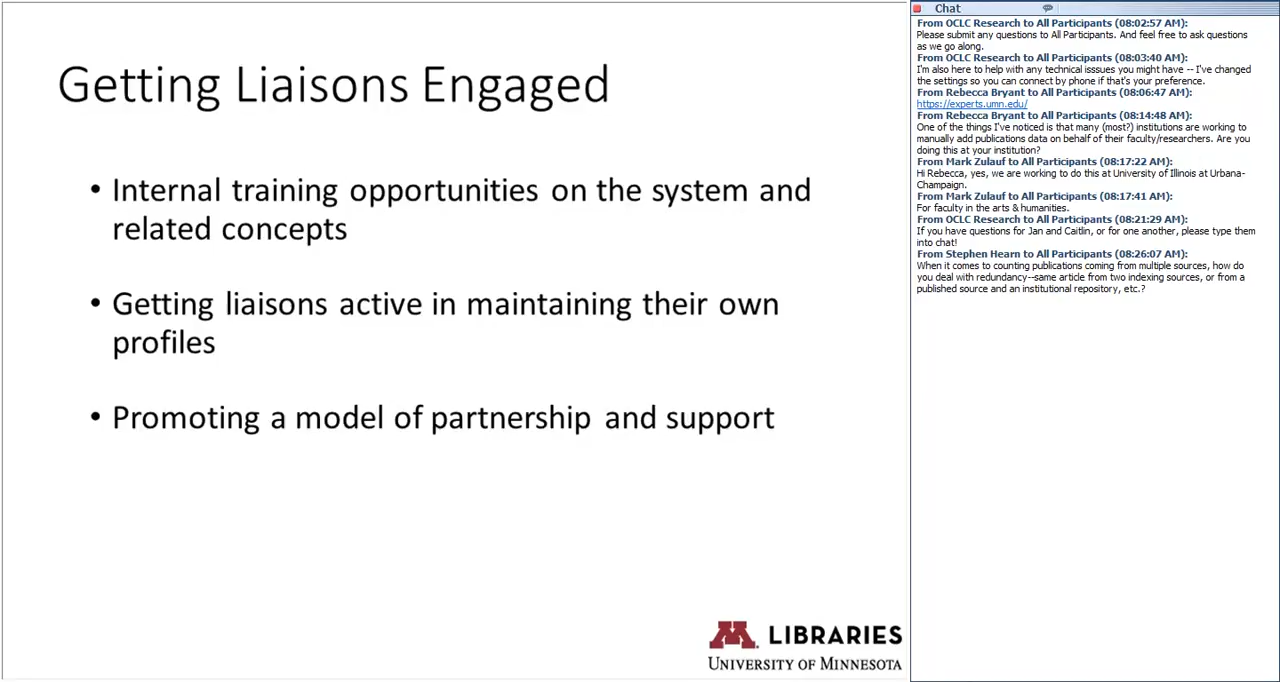 Getting Liaisons Engaged
• Internal training opportunities on the system and
related concepts
• Getting liaisons active in maintaining their own
profiles
• Promoting a model of partnership and support
M LIBRARIES
UNIVERSITY OF MINNESOTA
Chat
From OCLC Research to All Participants (08:02:57 AM):
Please submit any questions to All Participants. And feel free to ask questions
as we go along.
From OCLC Research to All Participants (08:03:40 AM):
I'm also here to help with any technical isssues you might have -- I've changed
the settings so you can connect by phone if that's your preference.
From Rebecca Bryant to All Participants (08:06:47 AM):
https://experts.umn.edu/
From Rebecca Bryant to All Participants (08:14:48 AM):
One of the things I've noticed is that many (most?) institutions are working to
manually add publications data on behalf of their faculty/researchers. Are you
doing this at your institution?
From Mark Zulauf to All Participants (08:17:22 AM):
Hi Rebecca, yes, we are working to do this at University of Illinois at Urbana-
Champaign.
From Mark Zulauf to All Participants (08:17:41 AM):
For faculty in the arts & humanities.
From OCLC Research to All Participants (08:21:29 AM):
If you have questions for Jan and Caitlin, or for one another, please type them
into chat!
From Stephen Hearn to All Participants (08:26:07 AM):
When it comes to counting publications coming from multiple sources, how do
you deal with redundancy--same article from two indexing sources, or from a
published source and an institutional repository, etc.?